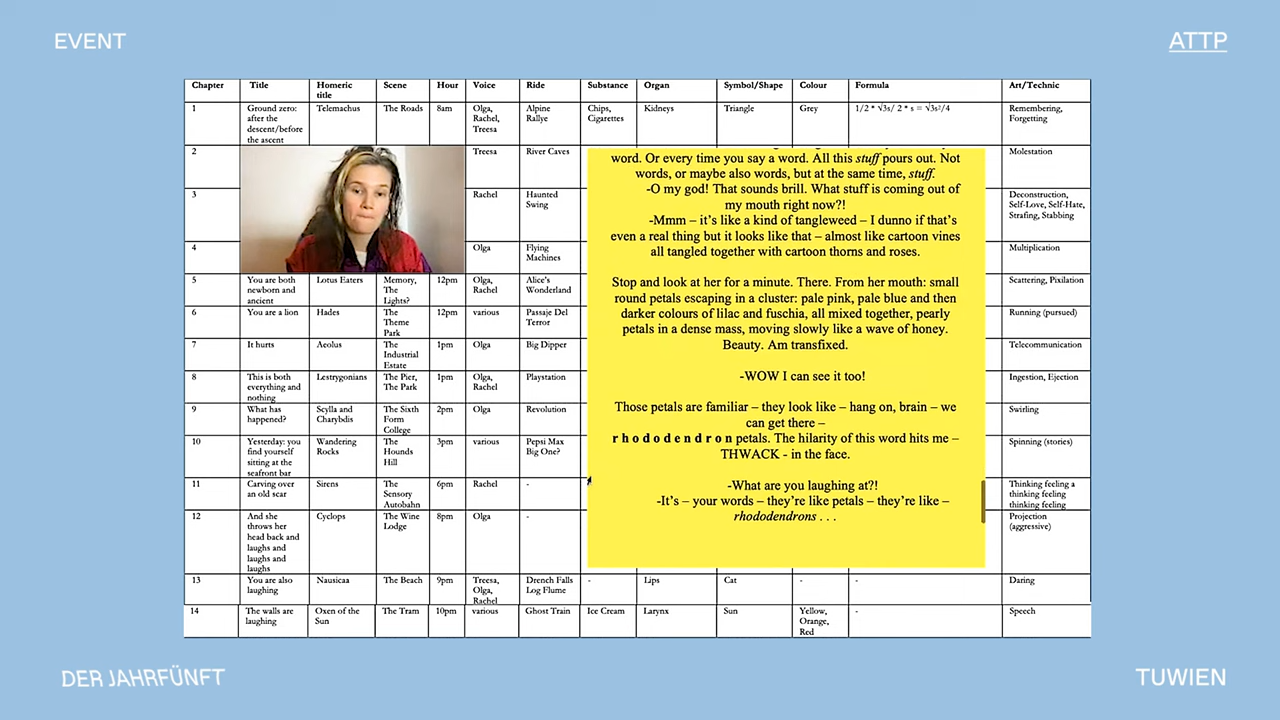 EVENT
ATTP
Chapter Title Homeric title Scene Hour Voice Ride Substance Organ Symbol/Shape Colour Formula Art/Technic
1 Ground zero: after the descent/before the ascent Telemachus The Roads 8am Olga, Rachel, Treesa Alpine Rallye Chips, Cigarettes Kidneys Triangle Grey 1/2 * √3s/ 2 * s = √3s²/4 Remembering, Forgetting
2 Treesa River Caves Molestation
3 Rachel Haunted Swing Deconstruction, Self-Love, Self-Hate, Strafing, Stabbing
4 Olga Flying Machines Multiplication
5 You are both newborn and ancient Lotus Eaters Memory, The Lights? 12pm Olga, Rachel Alice's Wonderland Scattering, Pixilation
6 You are a lion Hades The Theme Park 12pm various Passaje Del Terror Running (pursued)
7 It hurts Aeolus The Industrial Estate 1pm Olga Big Dipper Telecommunication
8 This is both everything and nothing Lestrygonians The Pier, The Park 1pm Olga, Rachel Playstation Ingestion, Ejection
9 What has happened? Scylla and Charybdis The Sixth Form College 2pm Olga Revolution Swirling
10 Yesterday: you find yourself sitting at the seafront bar Wandering Rocks The Hounds Hill 3pm various Pepsi Max Big One? Spinning (stories)
11 Carving over an old scar Sirens The Sensory Autobahn 6pm Rachel - Thinking feeling a thinking feeling thinking feeling
12 And she throws her head back and laughs and laughs and laughs Cyclops The Wine Lodge 8pm Olga - Projection (aggressive)
13 You are also laughing Nausicaa The Beach 9pm Treesa, Olga, Rachel Drench Falls Log Flume - Lips Cat - - Daring
14 The walls are laughing Oxen of the Sun The Tram 10pm various Ghost Train Ice Cream Larynx Sun Yellow, Orange, Red - Speech
word. Or every time you say a word. All this stuff pours out. Not
words, or maybe also words, but at the same time, stuff.
-O my god! That sounds brill. What stuff is coming out of
my mouth right now?!
-Mmm – it's like a kind of tangleweed – I dunno if that's
even a real thing but it looks like that – almost like cartoon vines
all tangled together with cartoon thorns and roses.
Stop and look at her for a minute. There. From her mouth: small
round petals escaping in a cluster: pale pink, pale blue and then
darker colours of lilac and fuschia, all mixed together, pearly
petals in a dense mass, moving slowly like a wave of honey.
Beauty. Am transfixed.
-WOW I can see it too!
Those petals are familiar – they look like – hang on, brain – we
can get there –
r h o d o d e n d r o n petals. The hilarity of this word hits me –
THWACK - in the face.
-What are you laughing at?!
-It's – your words – they're like petals – they're like –
rhododendrons . . .
DER JAHRFÜNFT
TUWIEN